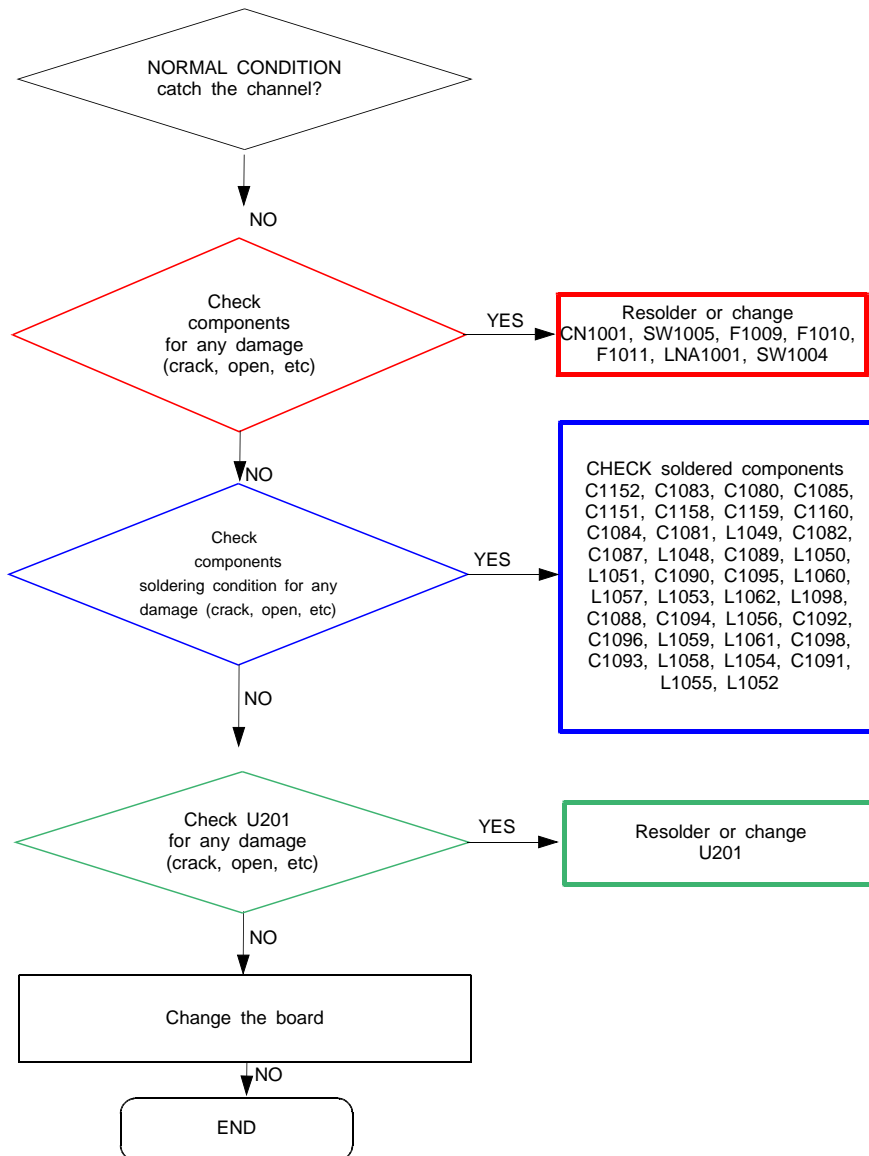 NORMAL CONDITION
catch the channel?
NO
Check
components
for any damage
(crack, open, etc)
YES
Resolder or change
CN1001, SW1005, F1009, F1010,
F1011, LNA1001, SW1004
NO
Check
components
soldering condition for any
damage (crack, open, etc)
YES
CHECK soldered components
C1152, C1083, C1080, C1085,
C1151, C1158, C1159, C1160,
C1084, C1081, L1049, C1082,
C1087, L1048, C1089, L1050,
L1051, C1090, C1095, L1060,
L1057, L1053, L1062, L1098,
C1088, C1094, L1056, C1092,
C1096, L1059, L1061, C1098,
C1093, L1058, L1054, C1091,
L1055, L1052
NO
Check U201
for any damage
(crack, open, etc)
YES
Resolder or change
U201
NO
Change the board
NO
END